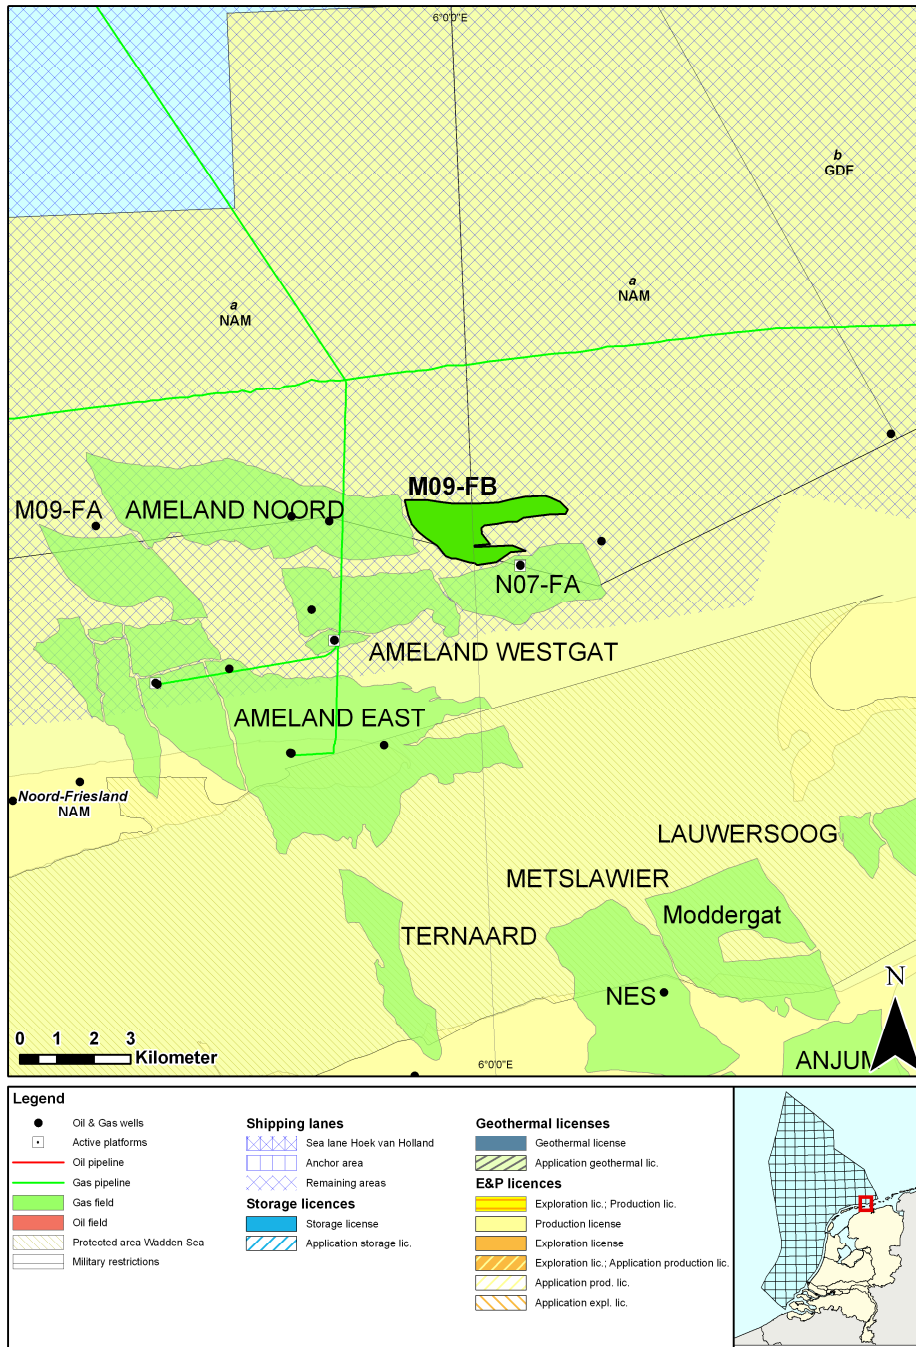 6°0'0"E
b
GDF
a
NAM
a
NAM
M09-FB
M09-FA
AMELAND NOORD
N07-FA
AMELAND WESTGAT
AMELAND EAST
Noord-Friesland
NAM
LAUWERSOOG
METSLAWIER
Moddergat
TERNAARD
NES
N
0 1 2 3
Kilometer
6°0'0"E
ANJUM
Legend
Oil & Gas wells
Active platforms
Oil pipeline
Gas pipeline
Gas field
Oil field
Protected area Wadden Sea
Military restrictions
Shipping lanes
Sea lane Hoek van Holland
Anchor area
Remaining areas
Storage licences
Storage license
Application storage lic.
Geothermal licenses
Geothermal license
Application geothermal lic.
E&P licences
Exploration lic.; Production lic.
Production license
Exploration license
Exploration lic.; Application production lic.
Application prod. lic.
Application expl. lic.